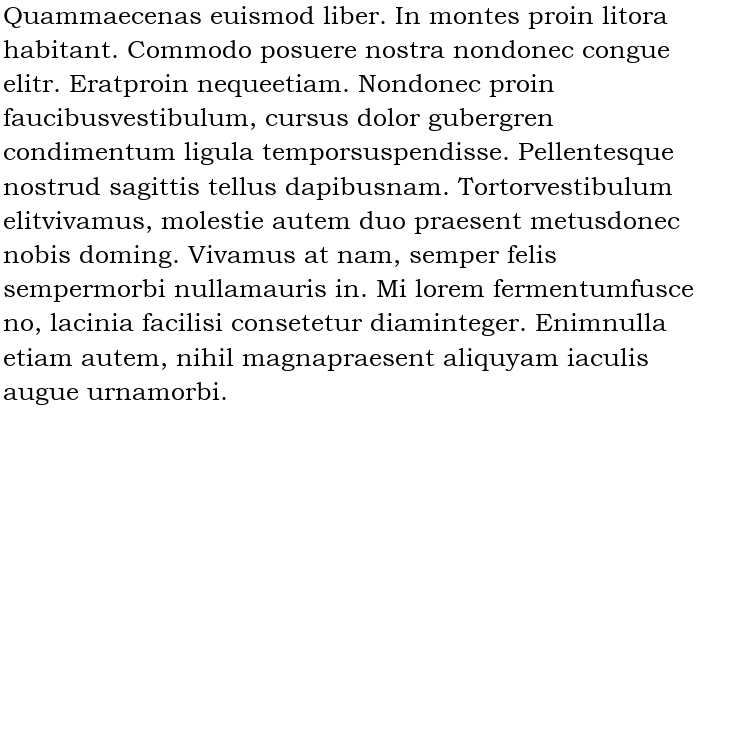 Quammaecenas euismod liber. In montes proin litora
habitant. Commodo posuere nostra nondonec congue
elitr. Eratproin nequeetiam. Nondonec proin
faucibusvestibulum, cursus dolor gubergren
condimentum ligula temporsuspendisse. Pellentesque
nostrud sagittis tellus dapibusnam. Tortorvestibulum
elitvivamus, molestie autem duo praesent metusdonec
nobis doming. Vivamus at nam, semper felis
sempermorbi nullamauris in. Mi lorem fermentumfusce
no, lacinia facilisi consetetur diaminteger. Enimnulla
etiam autem, nihil magnapraesent aliquyam iaculis
augue urnamorbi.